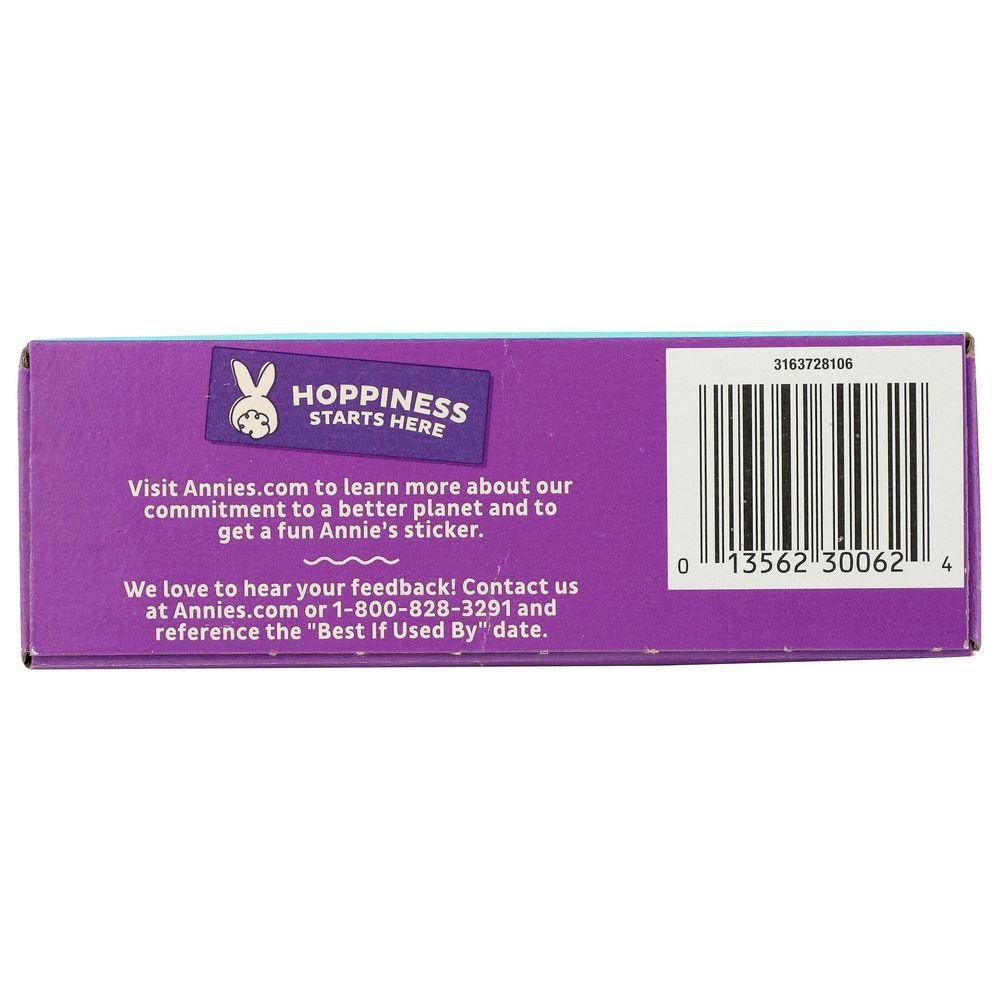 HOPPINESS
STARTS HERE
Visit Annies.com to learn more about our
commitment to a better planet and to
get a fun Annie's sticker.
We love to hear your feedback! Contact us
at Annies.com or 1-800-828-3291 and
reference the "Best If Used By" date.
3163728106
0 13562 30062 4